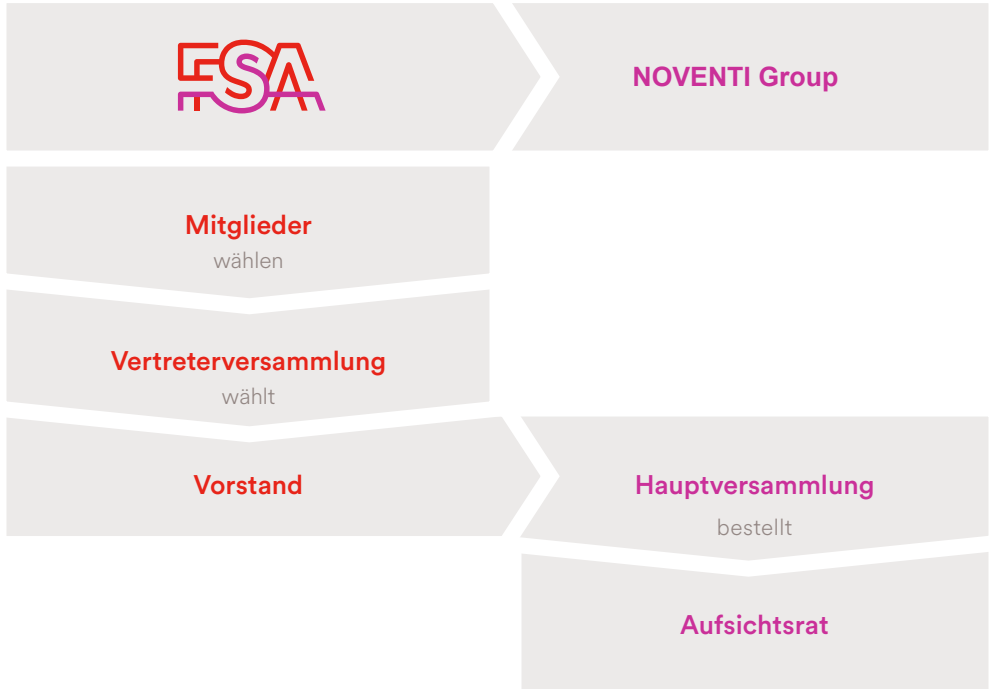 FSA
NOVENTI Group
Mitglieder
wählen
Vertreterversammlung
wählt
Vorstand
Hauptversammlung
bestellt
Aufsichtsrat